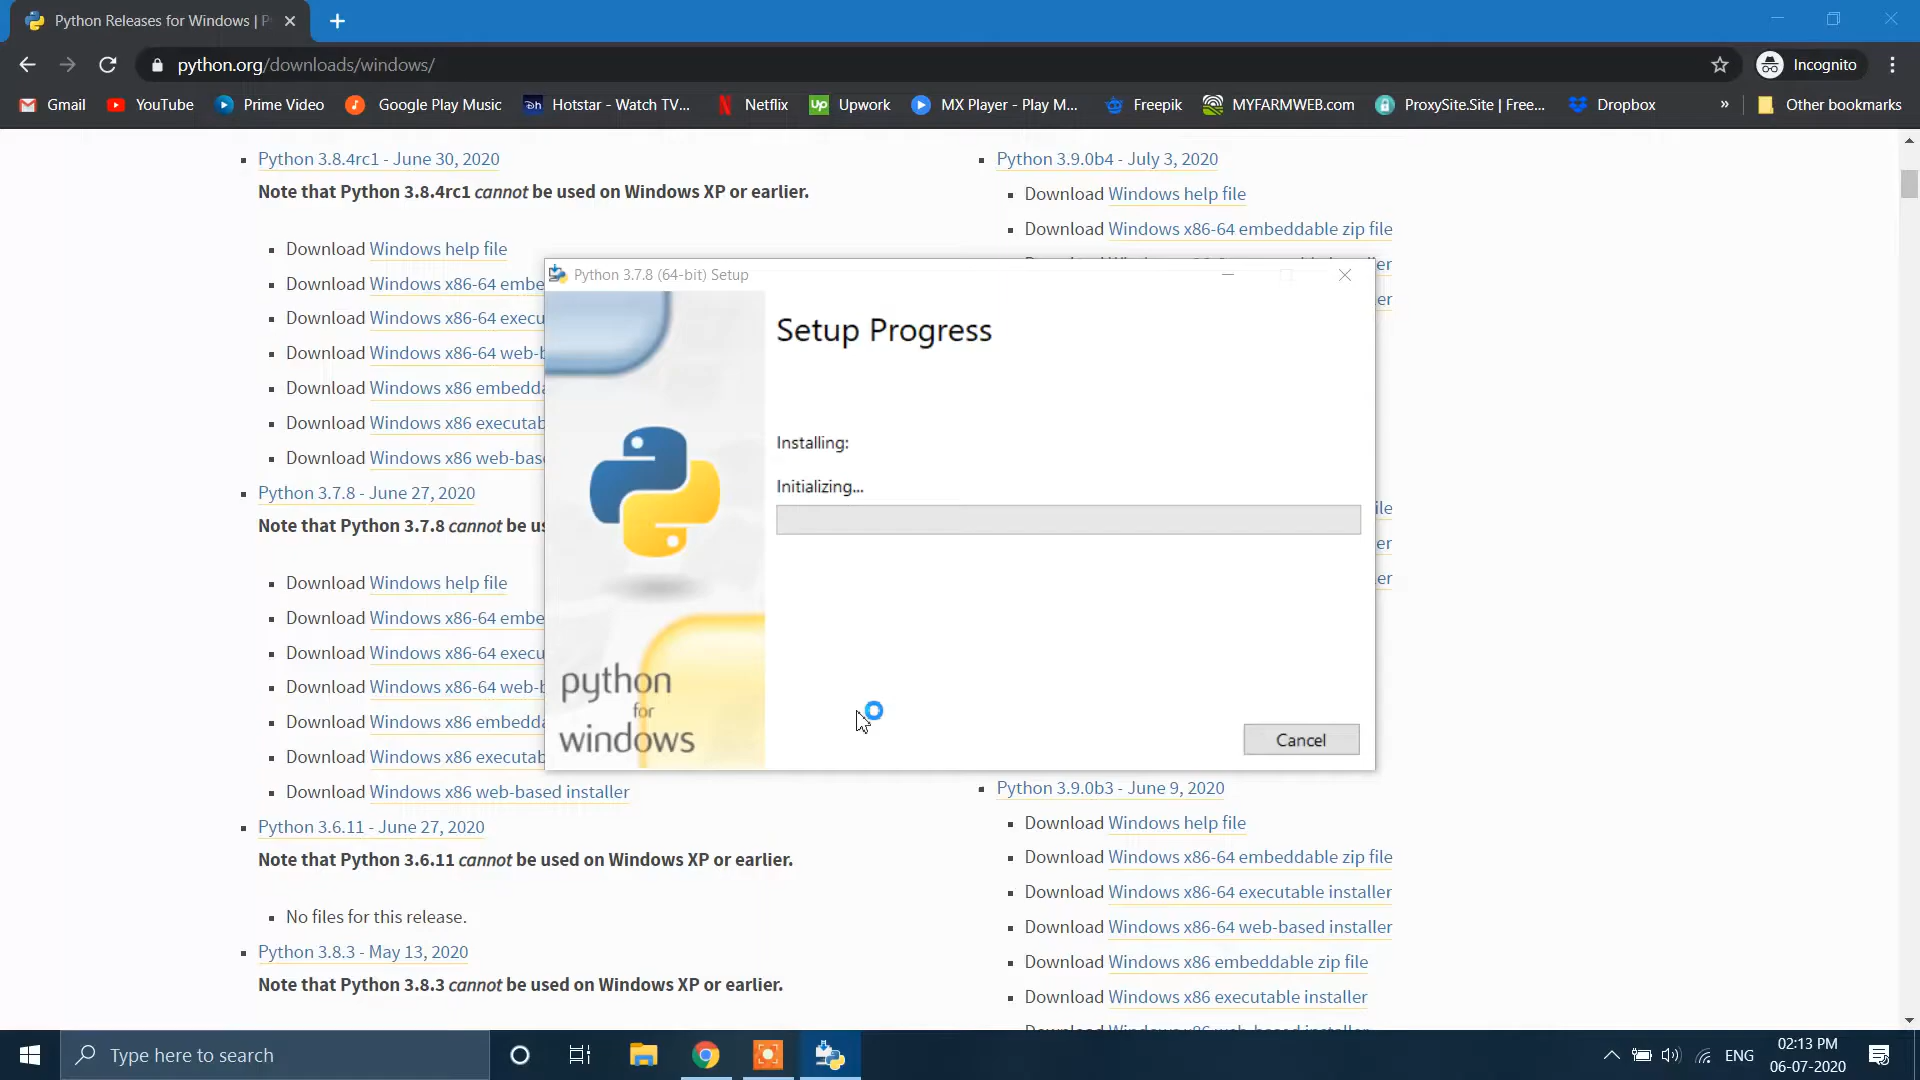 Python Releases for Windows | P
python.org/downloads/windows/
Incognito
Gmail
YouTube
Prime Video
Google Play Music
Hotstar - Watch TV...
Netflix
Upwork
MX Player - Play M...
Freepik
MYFARMWEB.com
ProxySite.Site | Free...
Dropbox
»
Other bookmarks
Python 3.8.4rc1 - June 30, 2020
Note that Python 3.8.4rc1 cannot be used on Windows XP or earlier.
Download Windows help file
Download Windows x86-64 embe
Download Windows x86-64 execu
Download Windows x86-64 web-b
Download Windows x86 embedda
Download Windows x86 executab
Download Windows x86 web-bas
Python 3.7.8 - June 27, 2020
Note that Python 3.7.8 cannot be us
Download Windows help file
Download Windows x86-64 embe
Download Windows x86-64 execu
Download Windows x86-64 web-b
Download Windows x86 embedda
Download Windows x86 executab
Download Windows x86 web-based installer
Python 3.6.11 - June 27, 2020
Note that Python 3.6.11 cannot be used on Windows XP or earlier.
No files for this release.
Python 3.8.3 - May 13, 2020
Note that Python 3.8.3 cannot be used on Windows XP or earlier.
Python 3.9.0b4 - July 3, 2020
Download Windows help file
Download Windows x86-64 embeddable zip file
er
er
ile
er
er
Python 3.9.0b3 - June 9, 2020
Download Windows help file
Download Windows x86-64 embeddable zip file
Download Windows x86-64 executable installer
Download Windows x86-64 web-based installer
Download Windows x86 embeddable zip file
Download Windows x86 executable installer
Python 3.7.8 (64-bit) Setup
Setup Progress
Installing:
Initializing...
python
for
windows
Cancel
Type here to search
ENG
02:13 PM
06-07-2020